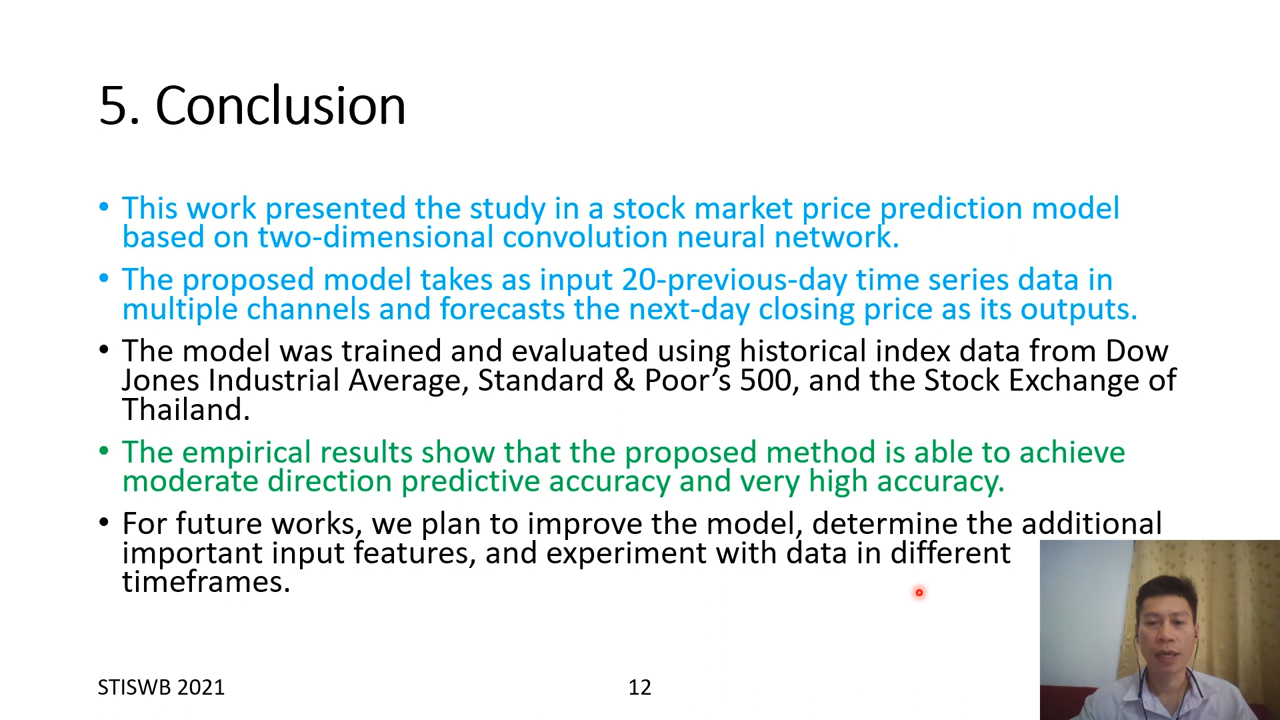 5. Conclusion
• This work presented the study in a stock market price prediction model
based on two-dimensional convolution neural network.
• The proposed model takes as input 20-previous-day time series data in
multiple channels and forecasts the next-day closing price as its outputs.
• The model was trained and evaluated using historical index data from Dow
Jones Industrial Average, Standard & Poor’s 500, and the Stock Exchange of
Thailand.
• The empirical results show that the proposed method is able to achieve
moderate direction predictive accuracy and very high accuracy.
• For future works, we plan to improve the model, determine the additional
important input features, and experiment with data in different
timeframes.
STISWB 2021
12